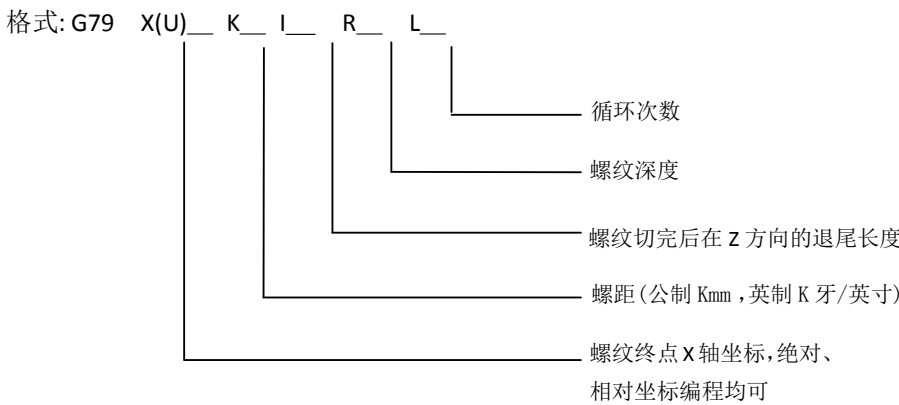 格式: G79 X(U)__ K__ I__ R__ L__
循环次数
螺纹深度
螺纹切完后在 Z 方向的退尾长度
螺距(公制 Kmm ,英制 K 牙/英寸)
螺纹终点 X 轴坐标,绝对、
相对坐标编程均可